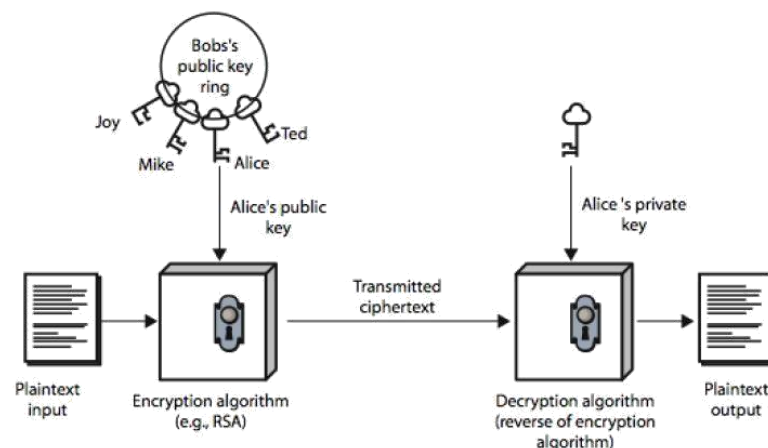 Bobs's
public key
ring
Joy
Ted
Mike
Alice
Alice's public
key
Alice 's private
key
Transmitted
ciphertext
Plaintext
input
Encryption algorithm
(e.g., RSA)
Decryption algorithm
(reverse of encryption
algorithm)
Plaintext
output